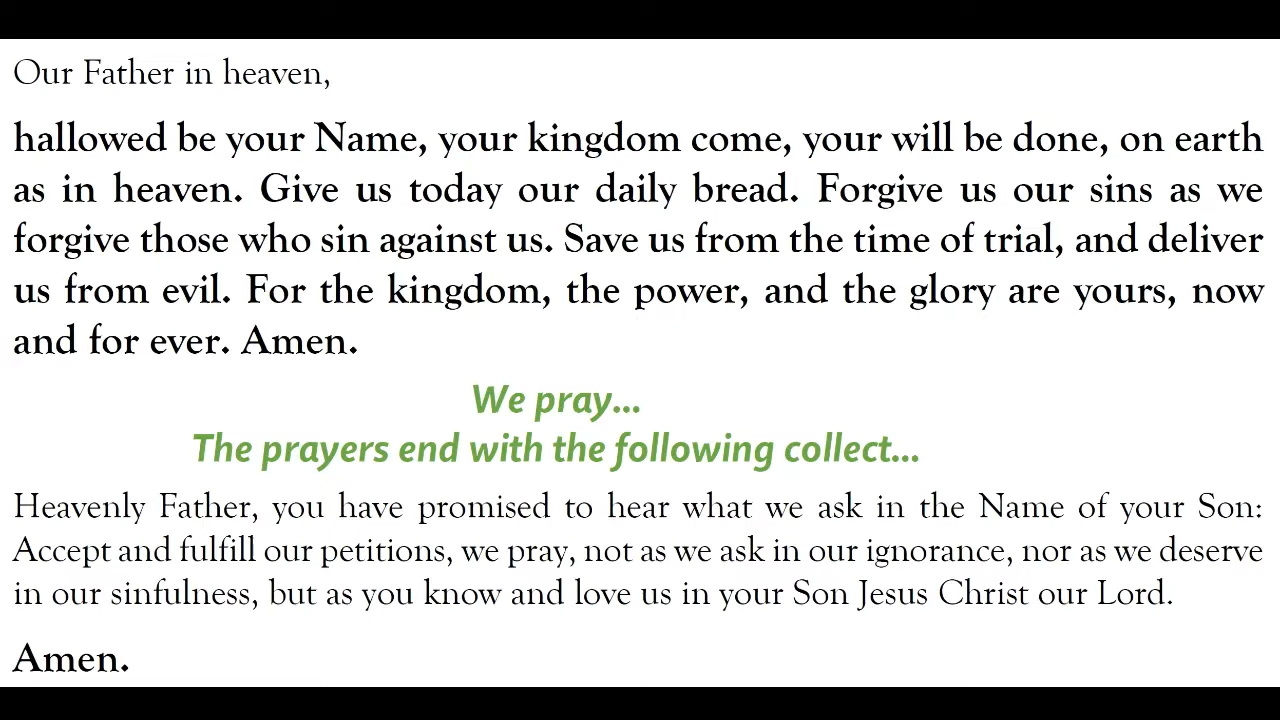 Our Father in heaven,
hallowed be your Name, your kingdom come, your will be done, on earth
as in heaven. Give us today our daily bread. Forgive us our sins as we
forgive those who sin against us. Save us from the time of trial, and deliver
us from evil. For the kingdom, the power, and the glory are yours, now
and for ever. Amen.
We pray...
The prayers end with the following collect...
Heavenly Father, you have promised to hear what we ask in the Name of your Son:
Accept and fulfill our petitions, we pray, not as we ask in our ignorance, nor as we deserve
in our sinfulness, but as you know and love us in your Son Jesus Christ our Lord.
Amen.